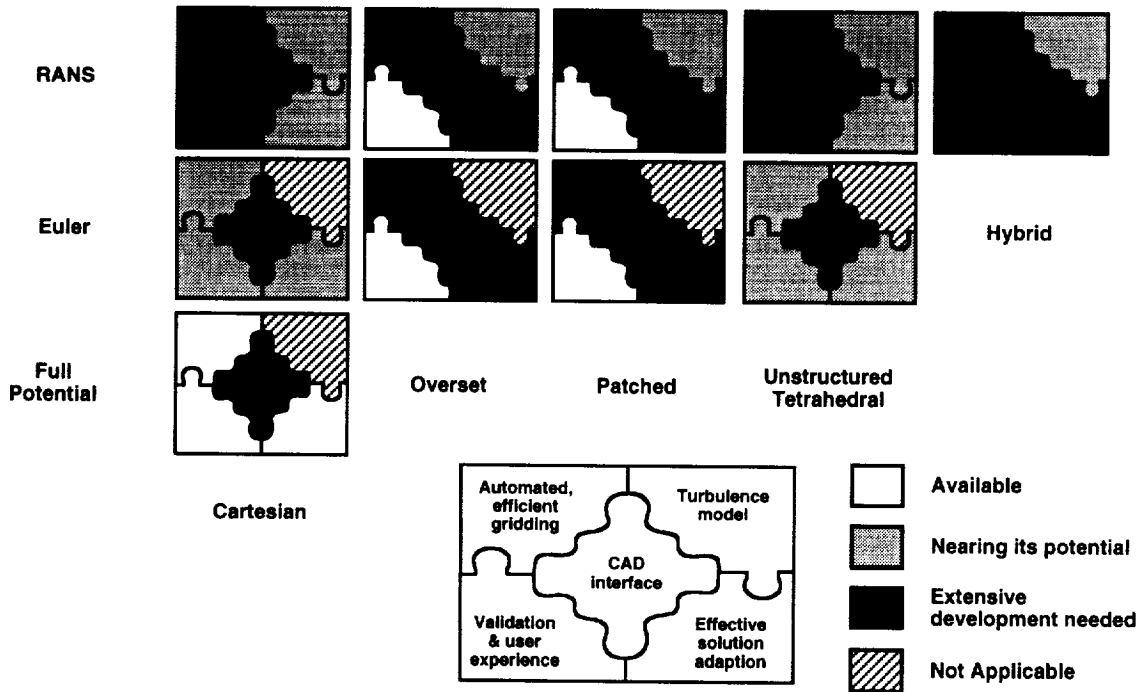 RANS
Euler
Hybrid
Full
Potential
Overset
Patched
Unstructured
Tetrahedral
Cartesian
Automated,
efficient
gridding
Turbulence
model
CAD
interface
Validation
& user
experience
Effective
solution
adaption
Available
Nearing its potential
Extensive
development needed
Not Applicable